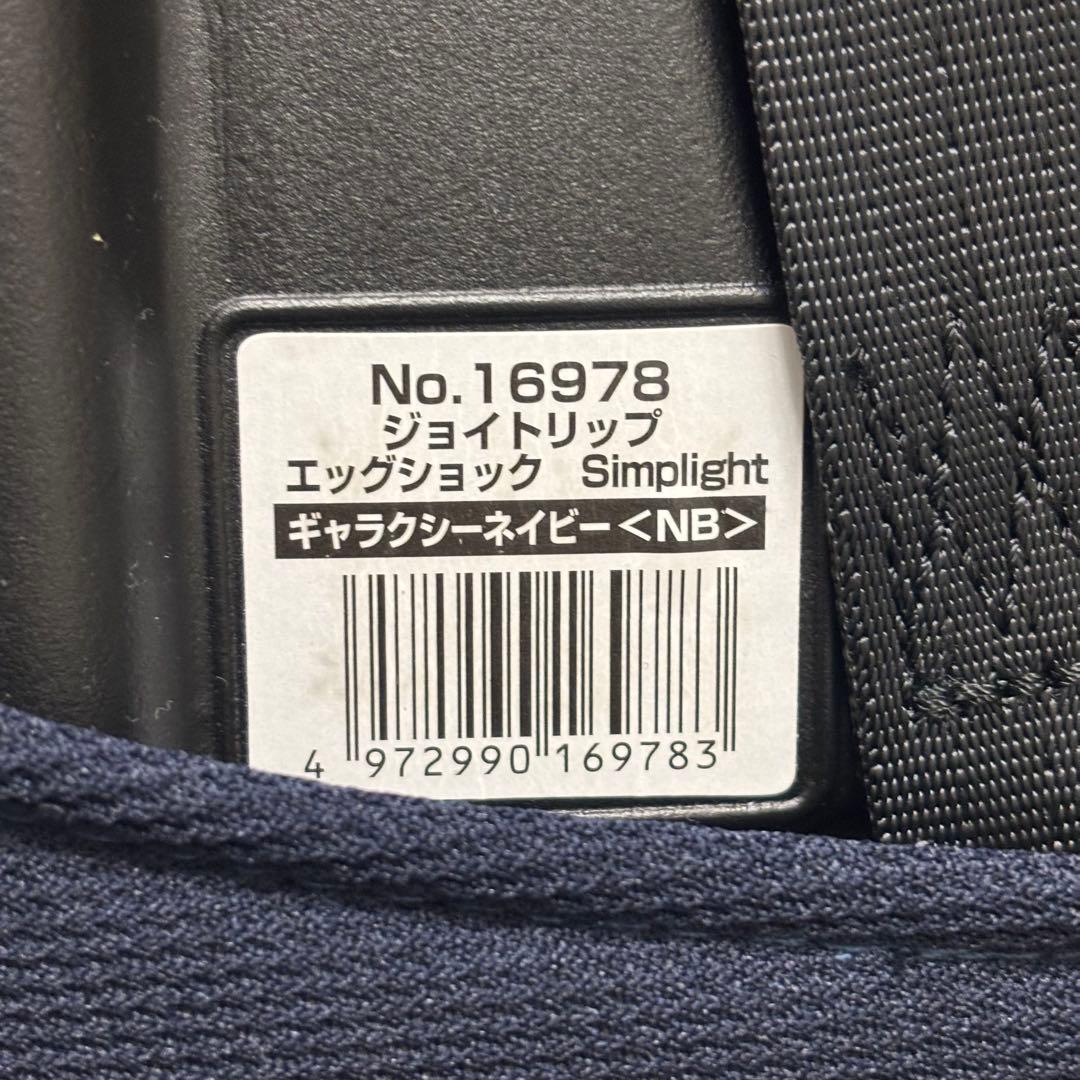 No.16978
ジョイトリップ
エッグショック Simplight
ギャラクシーネイビー<NB>
4 972990 169783